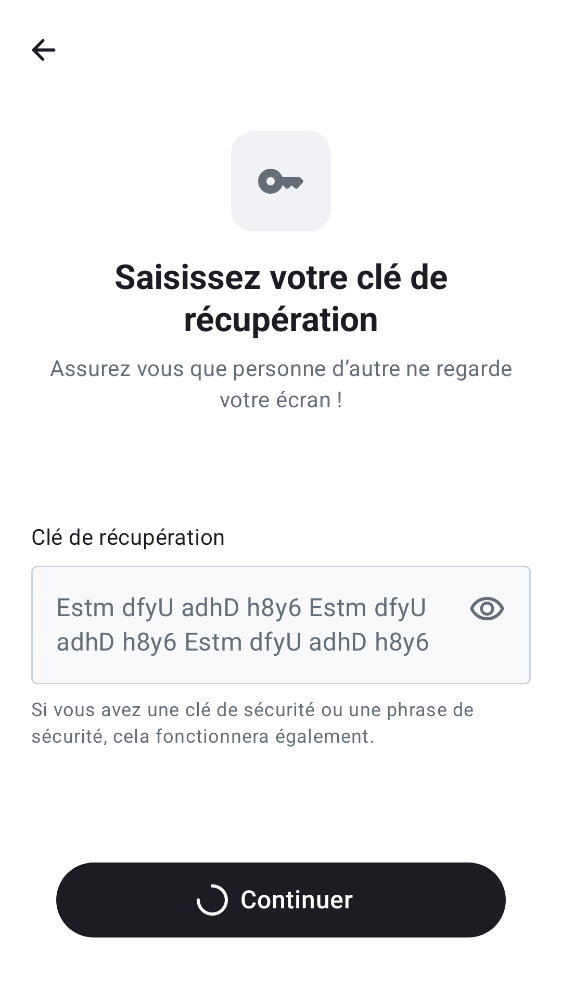 Saisissez votre clé de
récupération
Assurez vous que personne d’autre ne regarde
votre écran !
Clé de récupération
Estm dfyU adhD h8y6 Estm dfyU
adhD h8y6 Estm dfyU adhD h8y6
Si vous avez une clé de sécurité ou une phrase de
sécurité, cela fonctionnera également.
Continuer